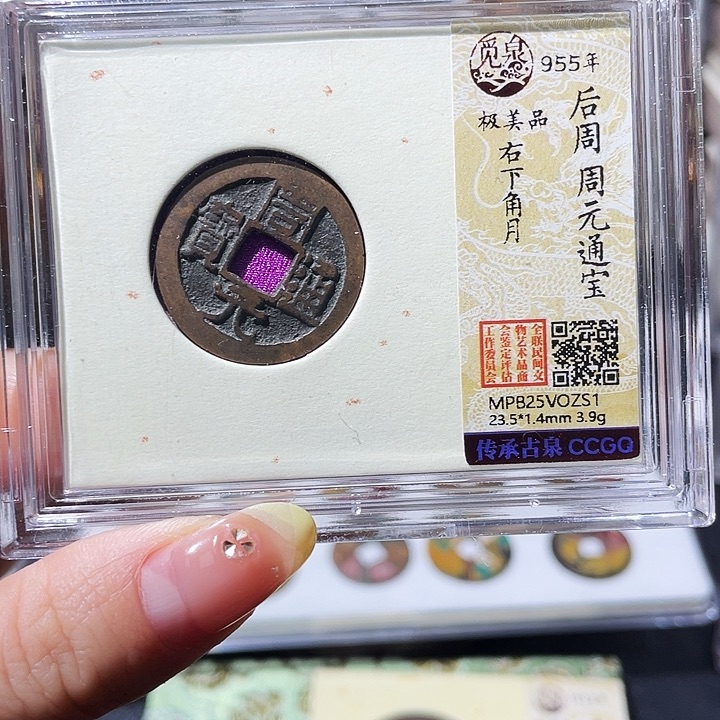 周元通寶
觅泉
955年
后周 周元通宝
极美品
右下角月
全联民间文
物艺术品商
会鉴定评估
工作委员会
MPB25VOZS1
23.5*1.4mm 3.9g
传承古泉 CCGQ